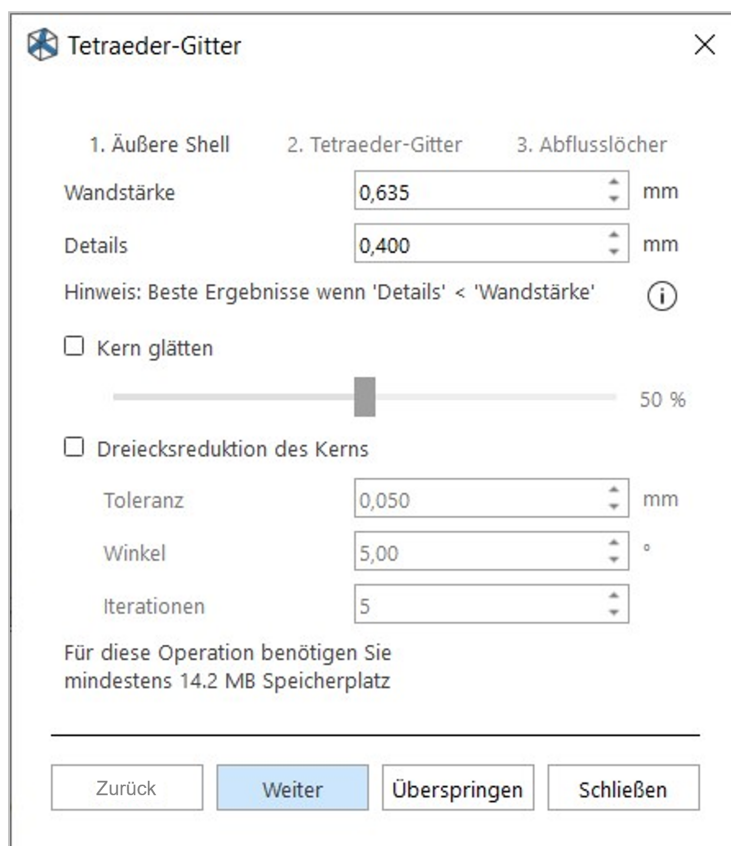 Tetraeder-Gitter
1. Äußere Shell 2. Tetraeder-Gitter 3. Abflusslöcher
Wandstärke 0,635 mm
Details 0,400 mm
Hinweis: Beste Ergebnisse wenn 'Details' < 'Wandstärke'
Kern glätten
50 %
Dreiecksreduktion des Kerns
Toleranz 0,050 mm
Winkel 5,00 °
Iterationen 5
Für diese Operation benötigen Sie
mindestens 14.2 MB Speicherplatz
Zurück Weiter Überspringen Schließen